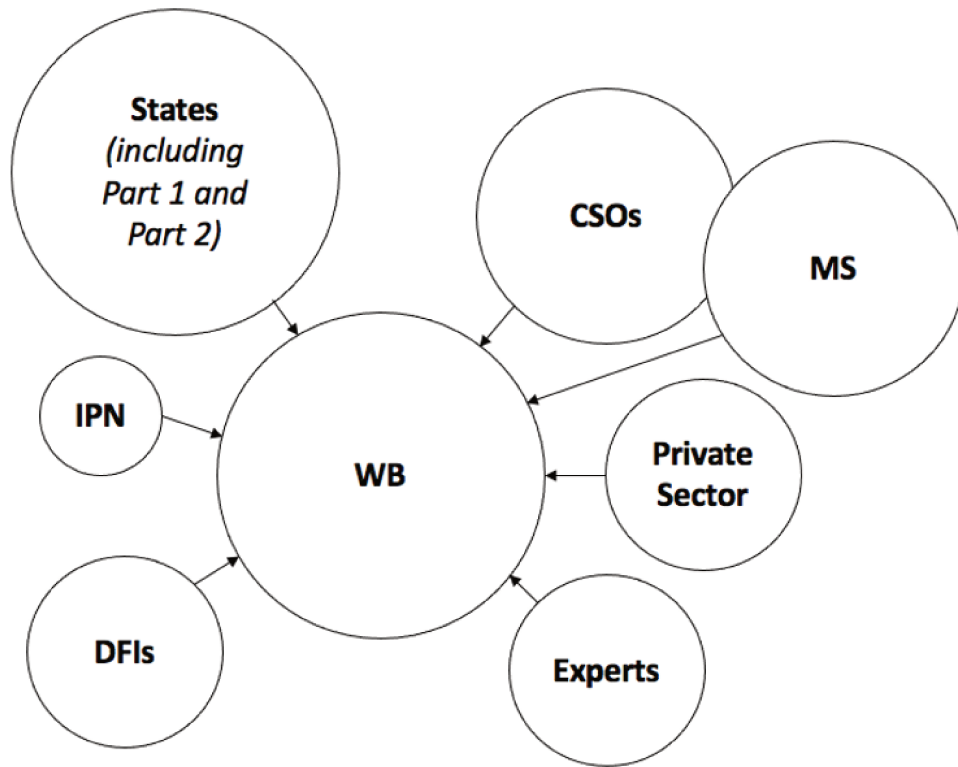 States
(including
Part 1 and
Part 2)
CSOs
MS
IPN
WB
Private
Sector
DFIs
Experts